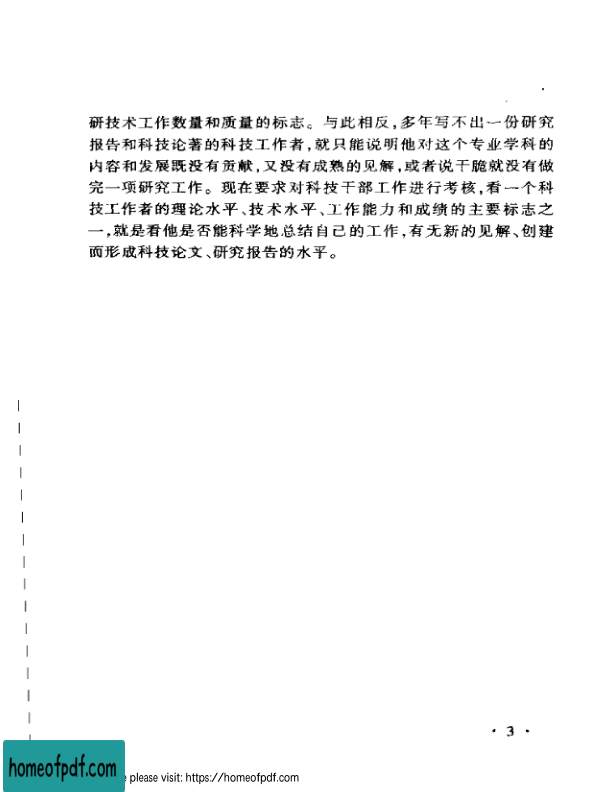 研技术工作数量和质量的标志。与此相反,多年写不出一份研究
报告和科技论著的科技工作者,就只能说明他对这个专业学科的
内容和发展既没有贡献,又没有成熟的见解,或者说干脆就没有做
完一项研究工作。现在要求对科技干部工作进行考核,看一个科
技工作者的理论水平、技术水平、工作能力和成绩的主要标志之
一,就是看他是否能科学地总结自己的工作,有无新的见解、创建
而形成科技论文、研究报告的水平。
· 3 ·
homeofpdf.com
please visit: https://homeofpdf.com